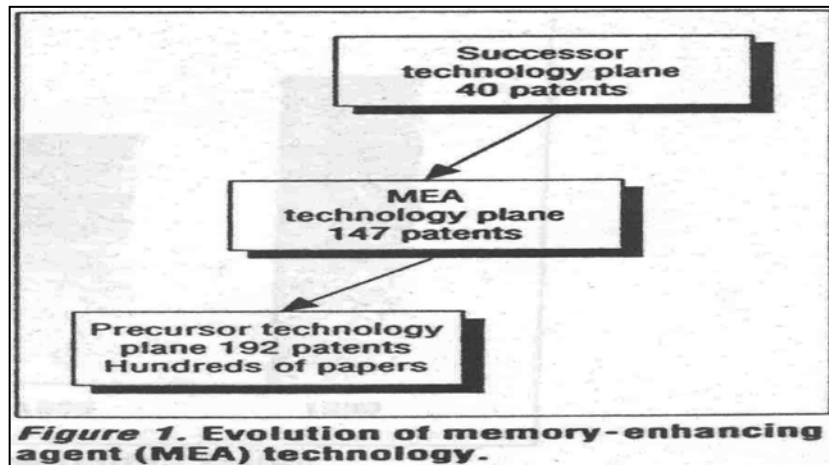 Successor
technology plane
40 patents
MEA
technology plane
147 patents
Precursor technology
plane 192 patents
Hundreds of papers
Figure 1. Evolution of memory-enhancing
agent (MEA) technology.